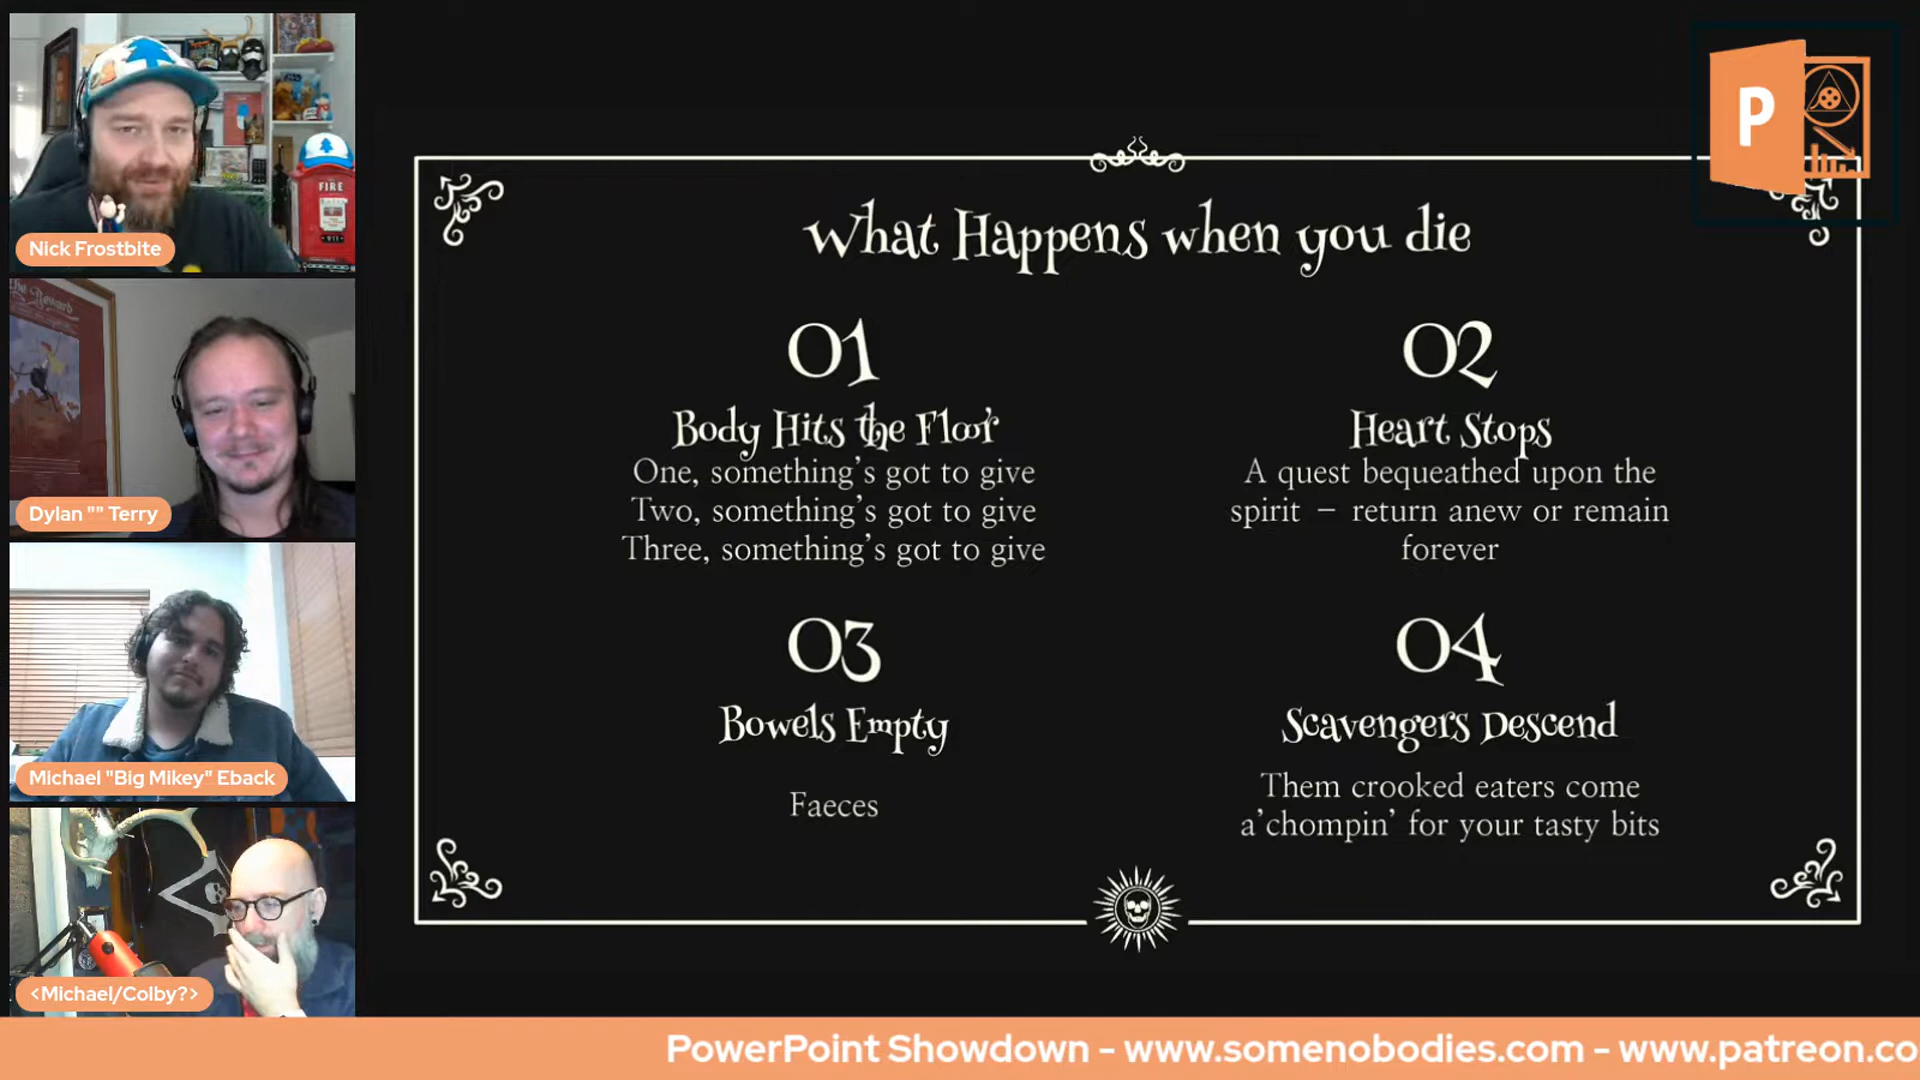 Nick Frostbite
the Reward
FIRE
Dylan "" Terry
Michael "Big Mikey" Eback
<Michael/Colby?>
P
What Happens when you die
01
Body Hits the Floor
One, something's got to give
Two, something's got to give
Three, something's got to give
02
Heart Stops
A quest bequeathed upon the
spirit – return anew or remain
forever
03
Bowels Empty
Faeces
04
Scavengers Descend
Them crooked eaters come
a'chompin' for your tasty bits
PowerPoint Showdown - www.somenobodies.com - www.patreon.co